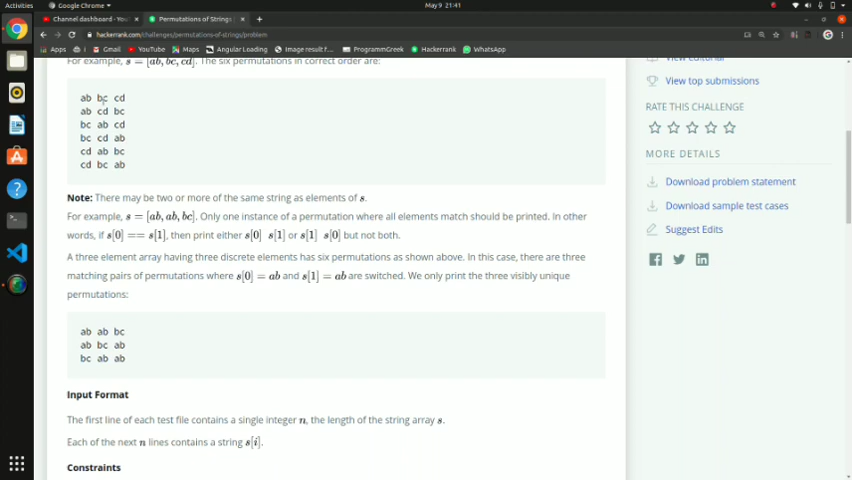 Activities
Google Chrome
May 9 21:41
Channel dashboard - You
Permutations of Strings
hackerrank.com/challenges/permutations-of-strings/problem
Apps
Gmail
YouTube
Maps
Angular Loading
Image result f...
ProgrammGreek
Hackerrank
WhatsApp
For example, s = [ab, bc, cd]. The six permutations in correct order are:
ab bc cd
ab cd bc
bc ab cd
bc cd ab
cd ab bc
cd bc ab
Note: There may be two or more of the same string as elements of s.
For example, s = [ab, ab, bc]. Only one instance of a permutation where all elements match should be printed. In other
words, if s[0] == s[1], then print either s[0] s[1] or s[1] s[0] but not both.
A three element array having three discrete elements has six permutations as shown above. In this case, there are three
matching pairs of permutations where s[0] = ab and s[1] = ab are switched. We only print the three visibly unique
permutations:
ab ab bc
ab bc ab
bc ab ab
Input Format
The first line of each test file contains a single integer n, the length of the string array s.
Each of the next n lines contains a string s[i].
Constraints
View editorial
View top submissions
RATE THIS CHALLENGE
MORE DETAILS
Download problem statement
Download sample test cases
Suggest Edits